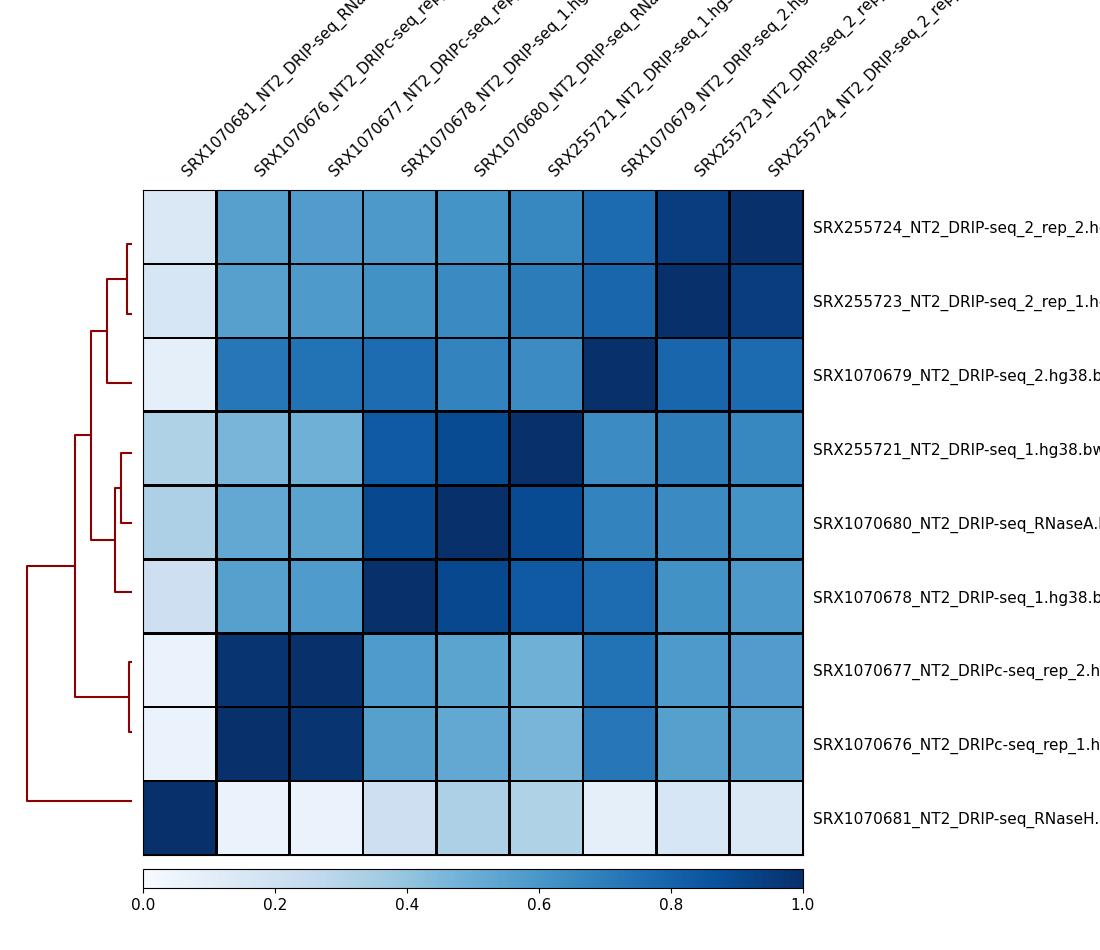 SRX1070681_NT2_DRIP-seq_RNa
SRX1070676_NT2_DRIPc-seq_rep
SRX1070677_NT2_DRIPc-seq_rep
SRX1070678_NT2_DRIP-seq_1.hg
SRX1070680_NT2_DRIP-seq_RNa
SRX255721_NT2_DRIP-seq_1.hg
SRX1070679_NT2_DRIP-seq_2.hg
SRX255723_NT2_DRIP-seq_2_rep
SRX255724_NT2_DRIP-seq_2_rep
SRX255724_NT2_DRIP-seq_2_rep_2.h
SRX255723_NT2_DRIP-seq_2_rep_1.h
SRX1070679_NT2_DRIP-seq_2.hg38.b
SRX255721_NT2_DRIP-seq_1.hg38.bw
SRX1070680_NT2_DRIP-seq_RNaseA.
SRX1070678_NT2_DRIP-seq_1.hg38.b
SRX1070677_NT2_DRIPc-seq_rep_2.h
SRX1070676_NT2_DRIPc-seq_rep_1.h
SRX1070681_NT2_DRIP-seq_RNaseH.
0.0 0.2 0.4 0.6 0.8 1.0